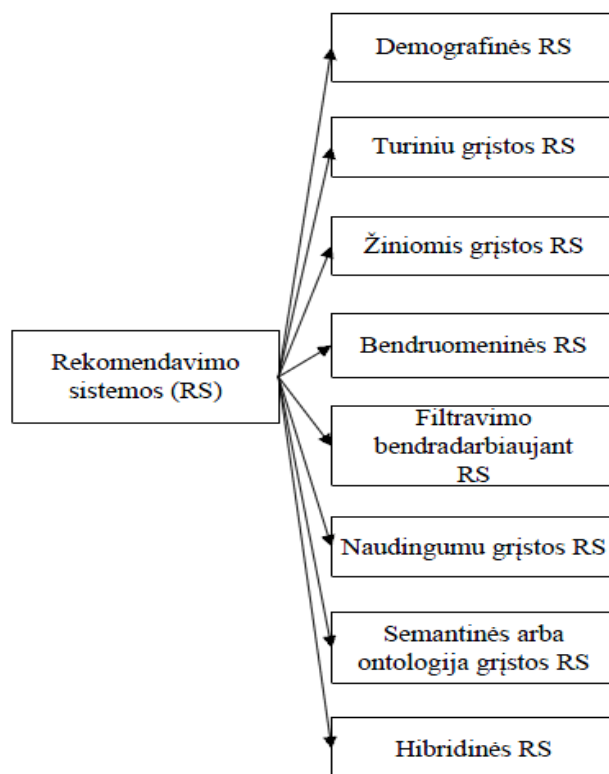 Demografinės RS
Turiniu grįstos RS
Žiniomis grįstos RS
Rekomendavimo
sistemos (RS)
Bendruomeninės RS
Filtravimo
bendradarbiaujant
RS
Naudingumu grįstos RS
Semantinės arba
ontologija grįstos RS
Hibridinės RS